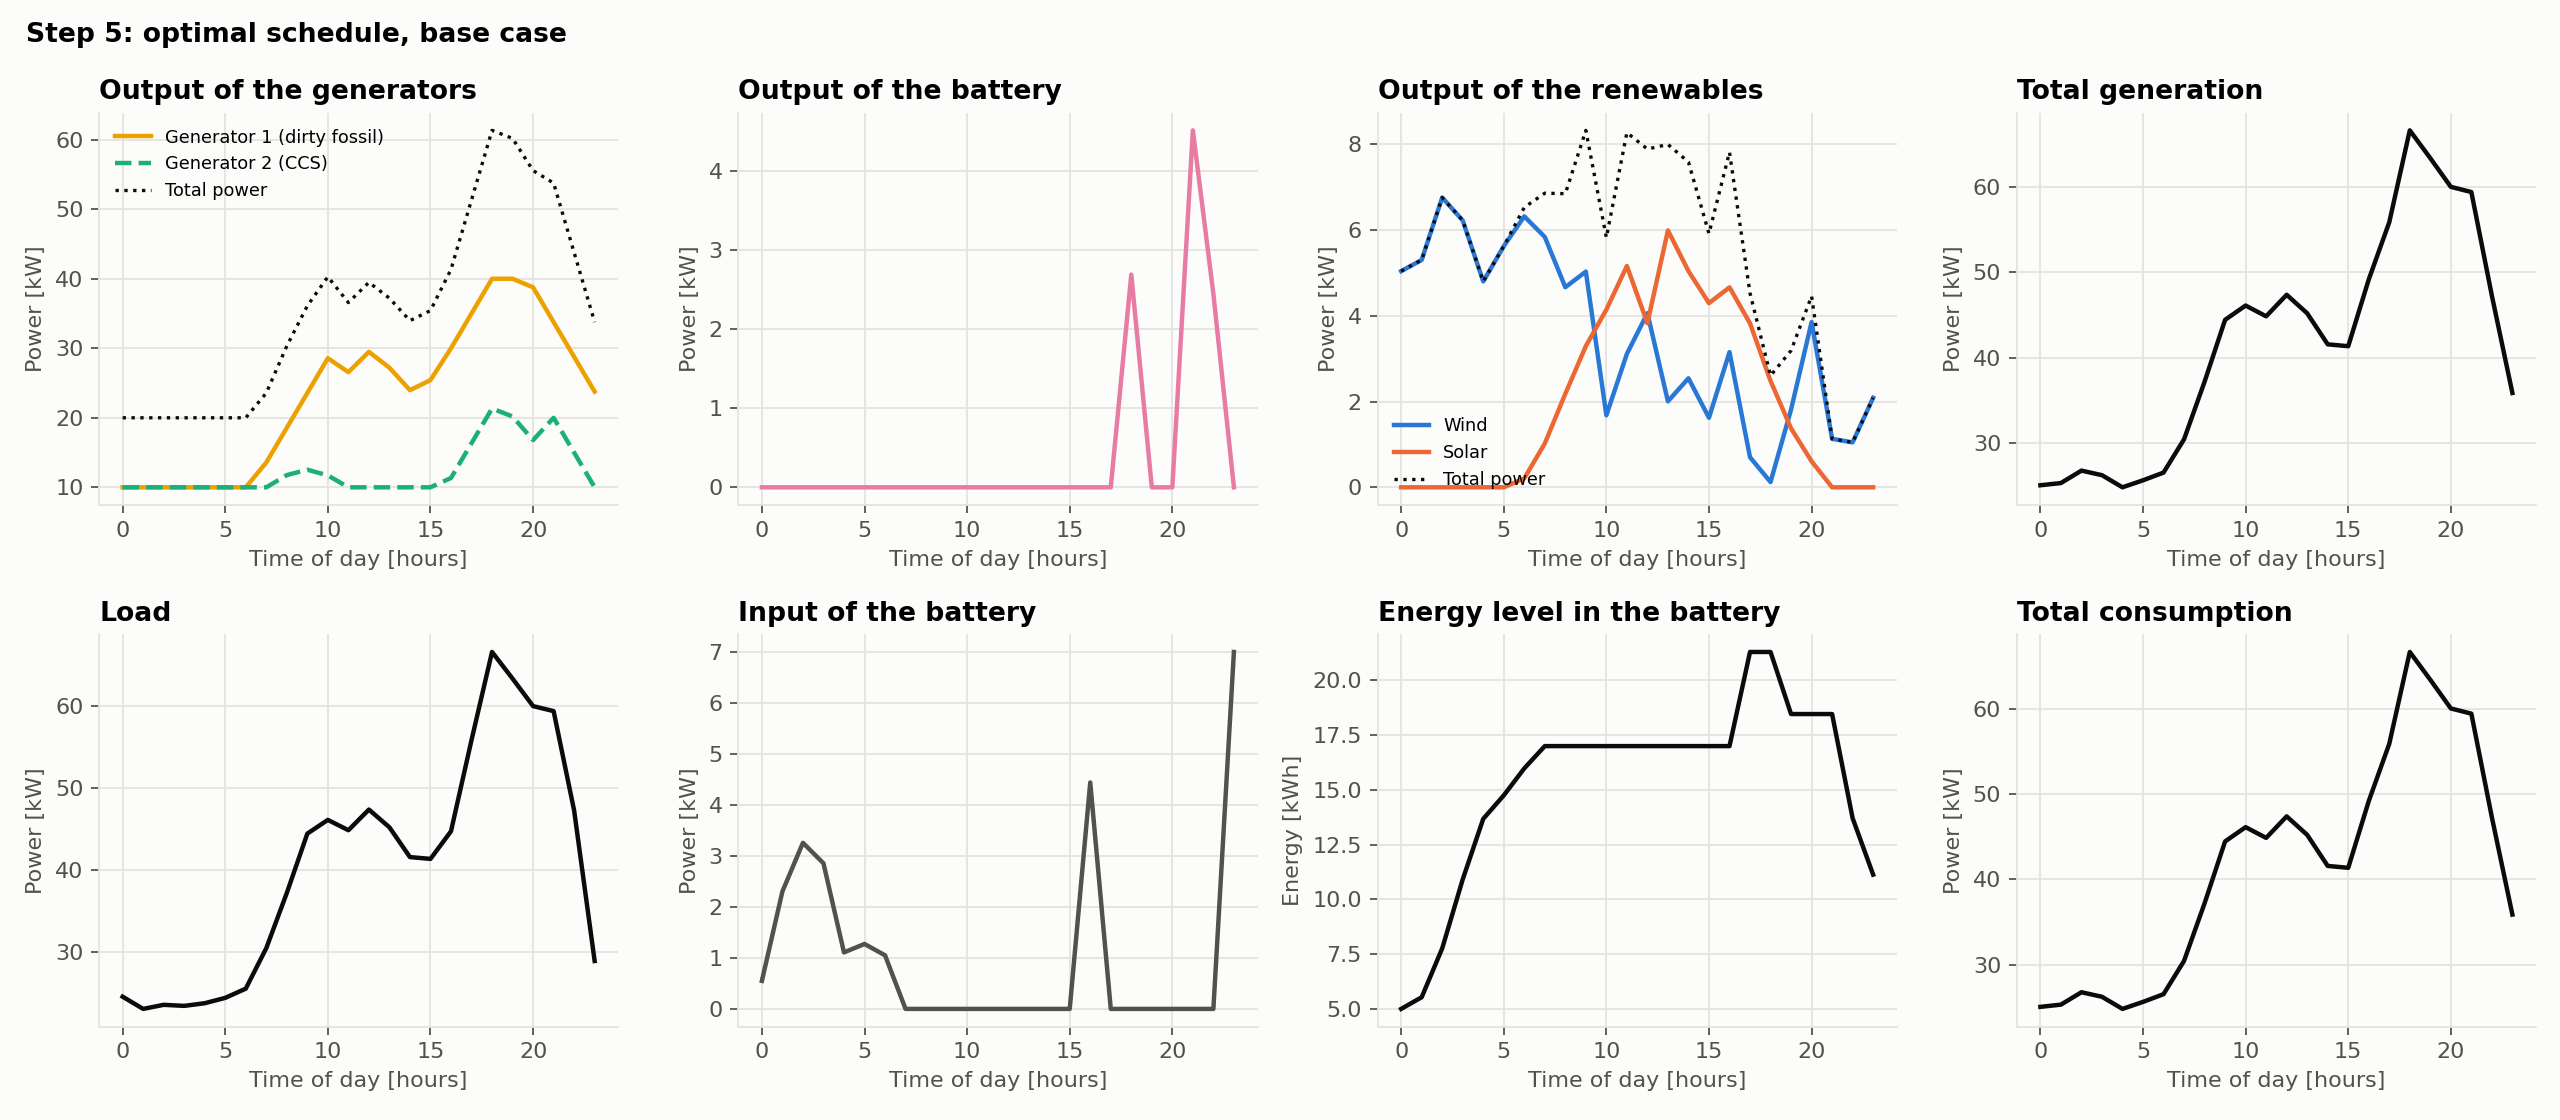 Step 5: optimal schedule, base case
Output of the generators
Power [kW]
60
50
40
30
20
10
Generator 1 (dirty fossil)
Generator 2 (CCS)
Total power
0 5 10 15 20
Time of day [hours]
Output of the battery
Power [kW]
4
3
2
1
0
0 5 10 15 20
Time of day [hours]
Output of the renewables
Power [kW]
8
6
4
2
0
Wind
Solar
Total power
0 5 10 15 20
Time of day [hours]
Total generation
Power [kW]
60
50
40
30
0 5 10 15 20
Time of day [hours]
Load
Power [kW]
60
50
40
30
0 5 10 15 20
Time of day [hours]
Input of the battery
Power [kW]
7
6
5
4
3
2
1
0
0 5 10 15 20
Time of day [hours]
Energy level in the battery
Energy [kWh]
20.0
17.5
15.0
12.5
10.0
7.5
5.0
0 5 10 15 20
Time of day [hours]
Total consumption
Power [kW]
60
50
40
30
0 5 10 15 20
Time of day [hours]